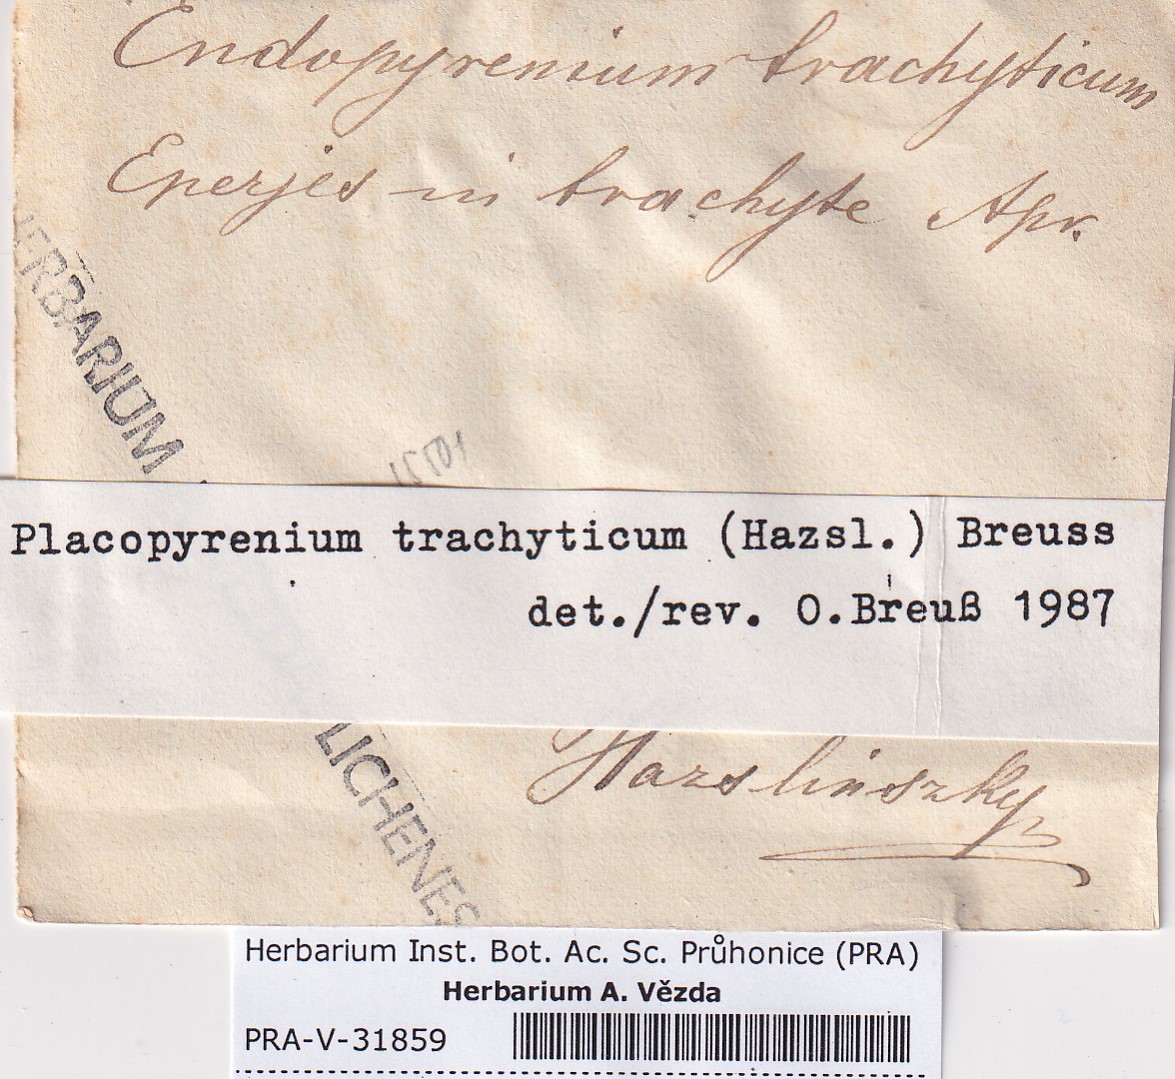 Endopyrenium trachyticum
Eperjes in trachyte Apr.
HERBARIUM
Placopyrenium trachyticum (Hazsl.) Breuss
det./rev. O.Breuß 1987
LICHENES
Hazslinszky
Herbarium Inst. Bot. Ac. Sc. Průhonice (PRA)
Herbarium A. Vězda
PRA-V-31859